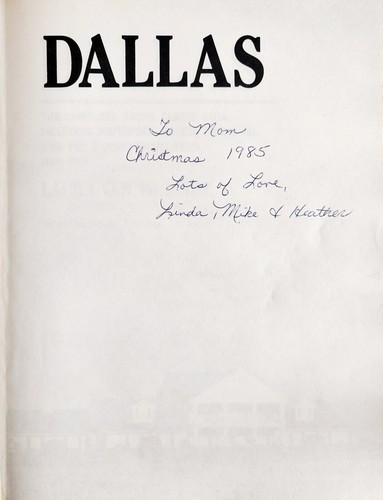 DALLAS
To Mom
Christmas 1985
Lots of Love,
Linda, Mike & Heather